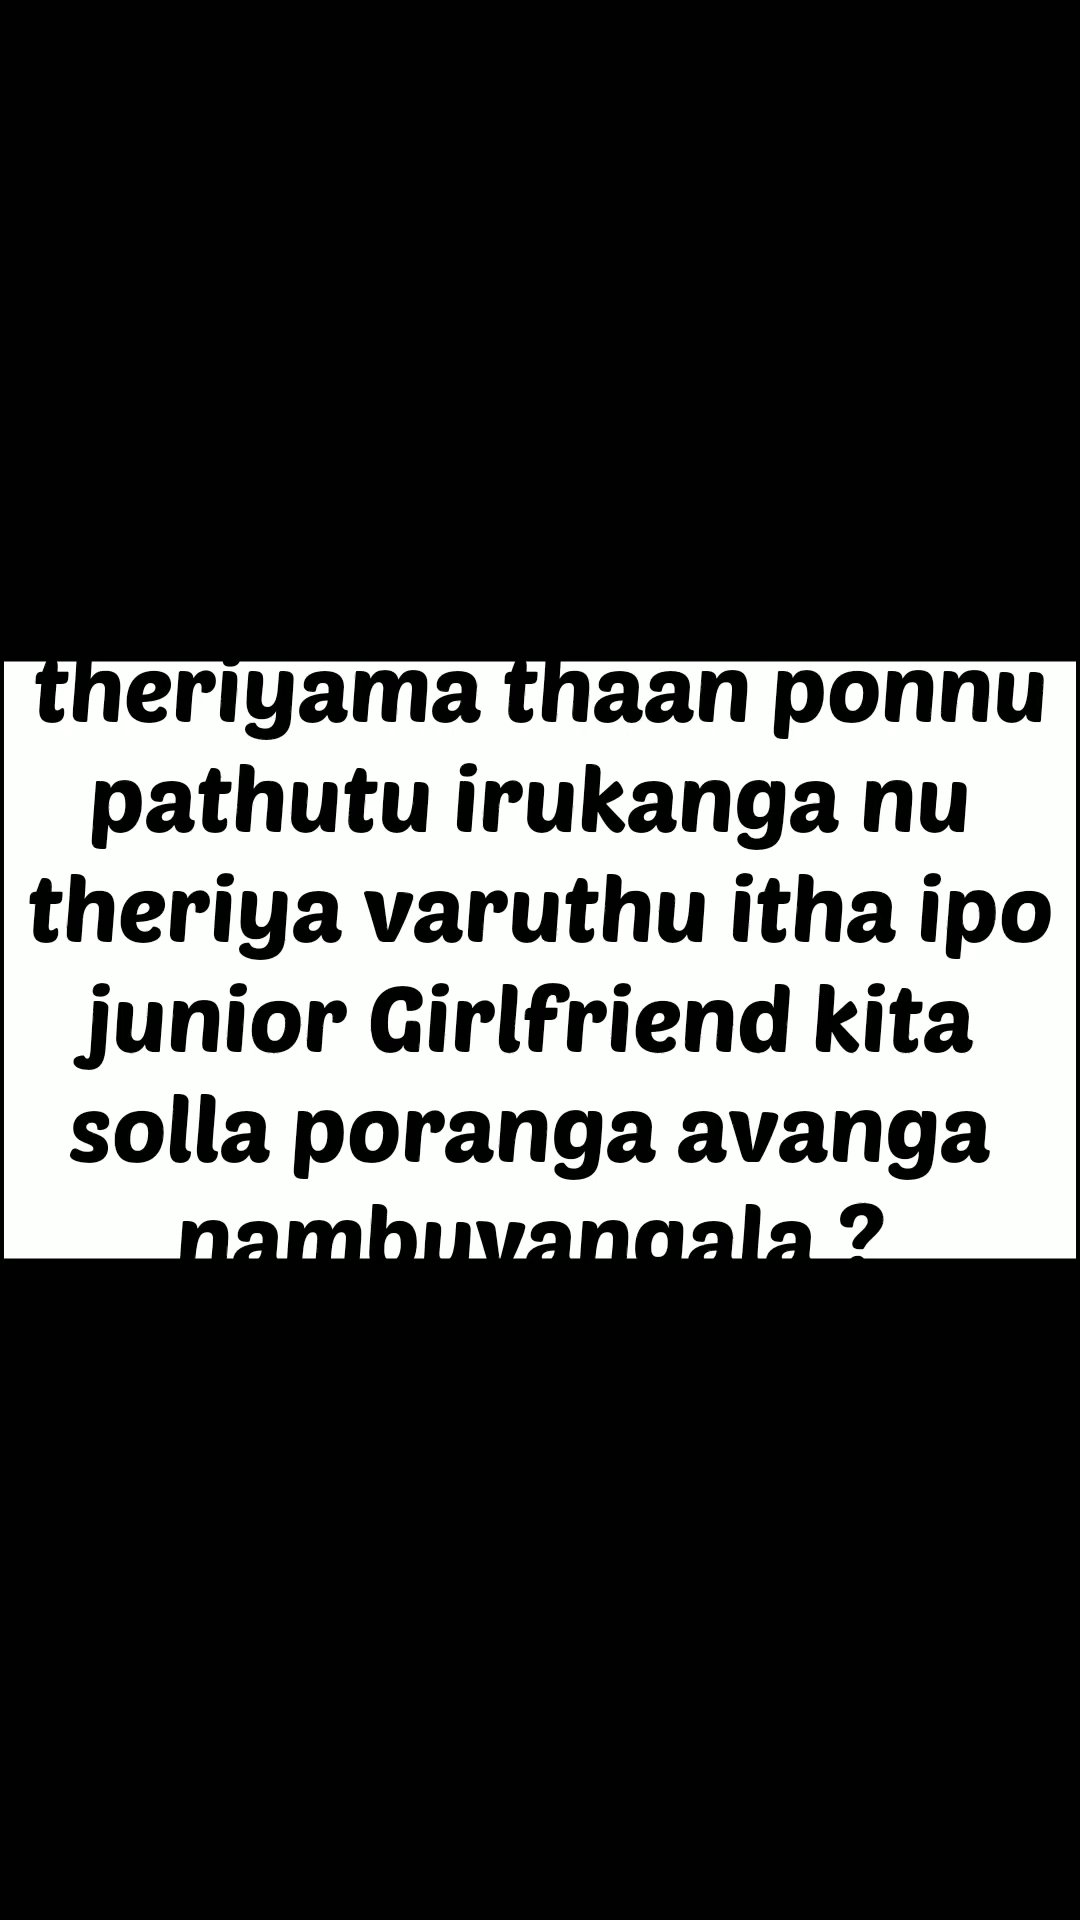 theriyama thaan ponnu
pathutu irukanga nu
theriya varuthu itha ipo
junior Girlfriend kita
solla poranga avanga
nambuvangala ?